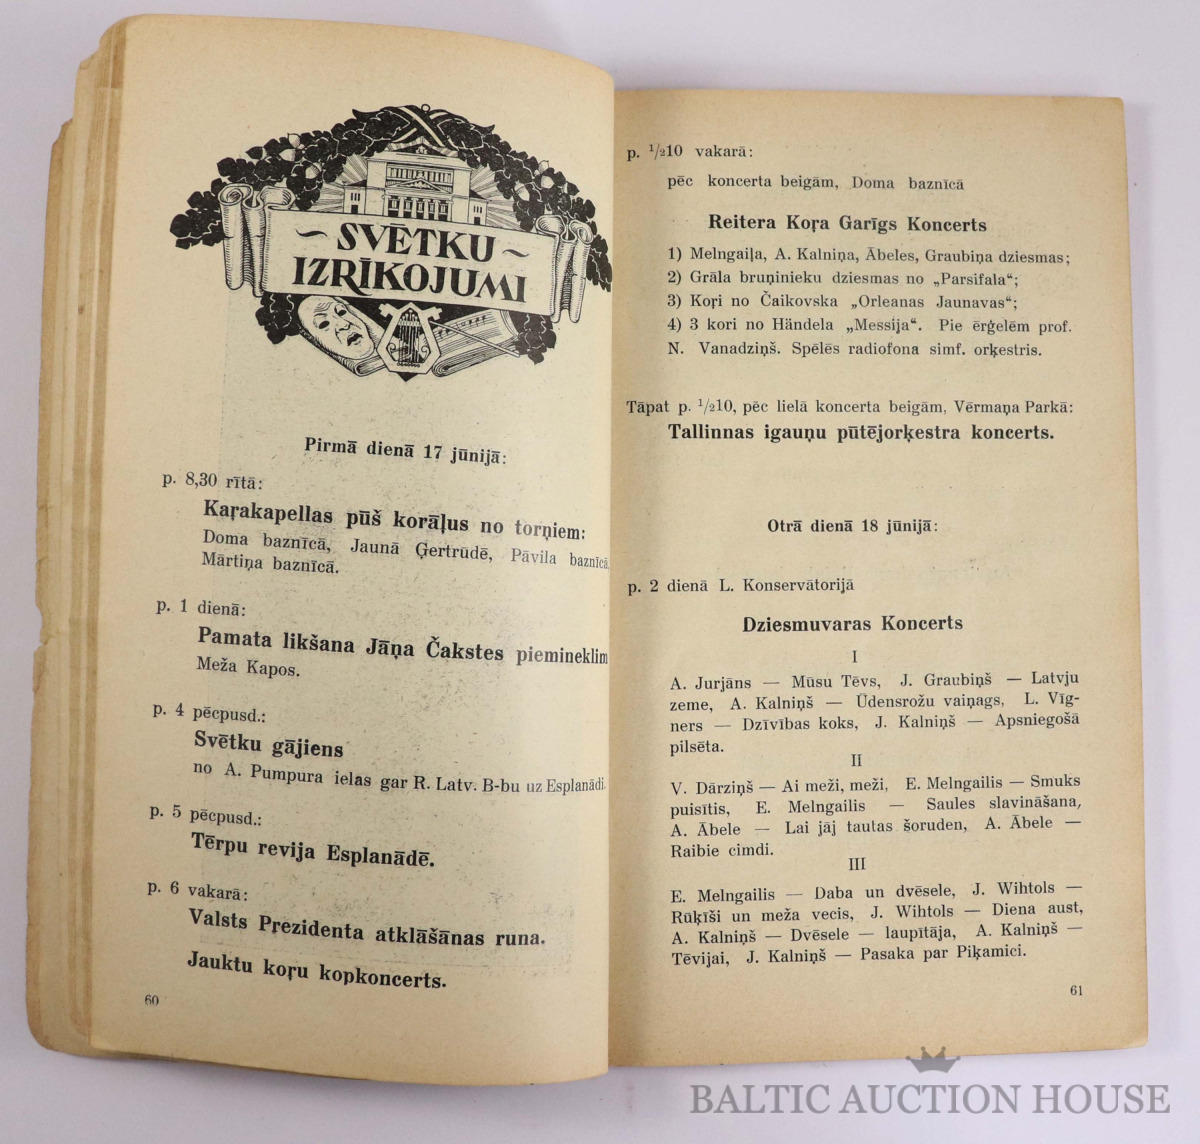 ~ SVĒTKU ~
IZRĪKOJUMI
Pirmā dienā 17 jūnijā:
p. 8,30 rītā:
Kaŗakapellas pūš korāļus no torņiem:
Doma baznīcā, Jaunā Ģertrūdē, Pāvila baznīcā,
Mārtiņa baznīcā.
p. 1 dienā:
Pamata likšana Jāņa Čakstes piemineklim
Meža Kapos.
p. 4 pēcpusd.:
Svētku gājiens
no A. Pumpura ielas gar R. Latv. B-bu uz Esplanādi.
p. 5 pēcpusd.:
Tērpu revija Esplanādē.
p. 6 vakarā:
Valsts Prezidenta atklāšānas runa.
Jauktu koŗu kopkoncerts.
60
p. ½10 vakarā:
pēc koncerta beigām, Doma baznīcā
Reitera Koŗa Garīgs Koncerts
1) Melngaiļa, A. Kalniņa, Ābeles, Graubiņa dziesmas;
2) Grāla bruņinieku dziesmas no „Parsifala“;
3) Koŗi no Čaikovska „Orleanas Jaunavas“;
4) 3 kori no Händela „Messija“. Pie ērģelēm prof.
N. Vanadziņš. Spēlēs radiofona simf. orķestris.
Tāpat p. ½10, pēc lielā koncerta beigām, Vērmaņa Parkā:
Tallinnas igauņu pūtējorķestra koncerts.
Otrā dienā 18 jūnijā:
p. 2 dienā L. Konservātorijā
Dziesmuvaras Koncerts
I
A. Jurjāns — Mūsu Tēvs, J. Graubiņš — Latvju
zeme, A. Kalniņš — Ūdensrožu vaiņags, L. Vīg-
ners — Dzīvības koks, J. Kalniņš — Apsniegošā
pilsēta.
II
V. Dārziņš — Ai meži, meži, E. Melngailis — Smuks
puisītis, E. Melngailis — Saules slavināšana,
A. Ābele — Lai jāj tautas šoruden, A. Ābele —
Raibie cimdi.
III
E. Melngailis — Daba un dvēsele, J. Wihtols —
Rūķīši un meža vecis, J. Wihtols — Diena aust,
A. Kalniņš — Dvēsele — laupītāja, A. Kalniņš —
Tēvijai, J. Kalniņš — Pasaka par Piķamici.
61
BALTIC AUCTION HOUSE